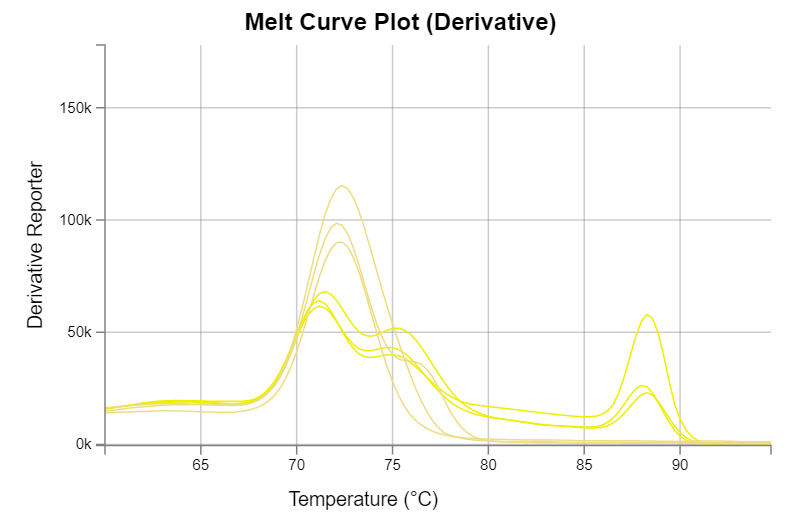 Melt Curve Plot (Derivative)
150k
100k
50k
0k
Derivative Reporter
65
70
75
80
85
90
Temperature (°C)